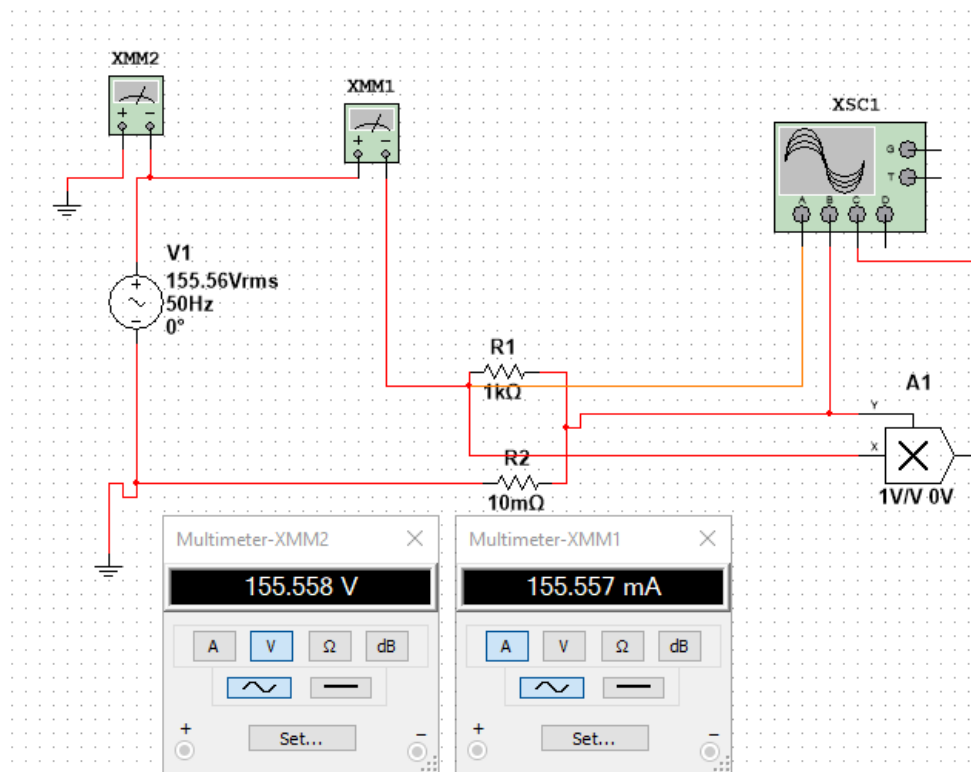 XMM2
+ −
XMM1
+ −
XSC1
G
T
A B C D
V1
+
−
155.56Vrms
50Hz
0°
R1
1kΩ
A1
Y
X
1V/V 0V
R2
10mΩ
Multimeter-XMM2
155.558 V
A V Ω dB
+ −
Set...
Multimeter-XMM1
155.557 mA
A V Ω dB
+ −
Set...